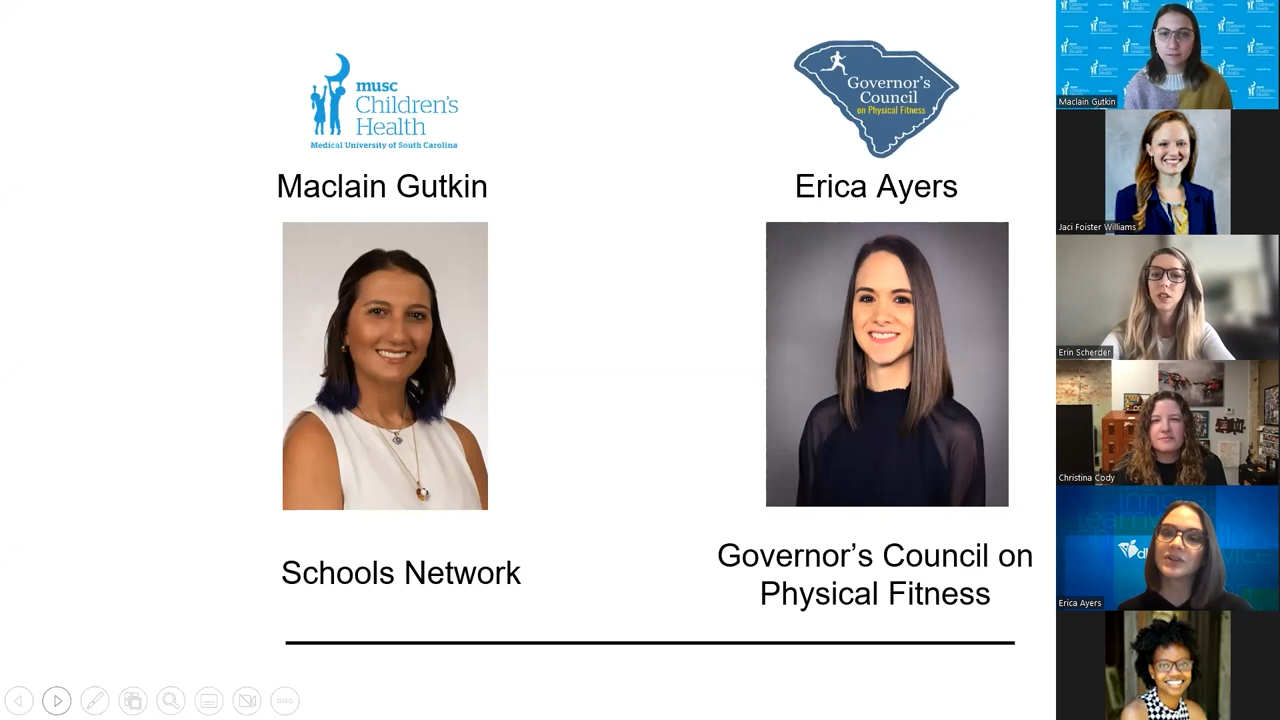 musc
Children's
Health
Medical University of South Carolina
Governor's
Council
on Physical Fitness
Maclain Gutkin
Erica Ayers
Schools Network
Governor's Council on
Physical Fitness
Maclain Gutkin
Jaci Foister Williams
Erin Scherder
Christina Cody
Erica Ayers